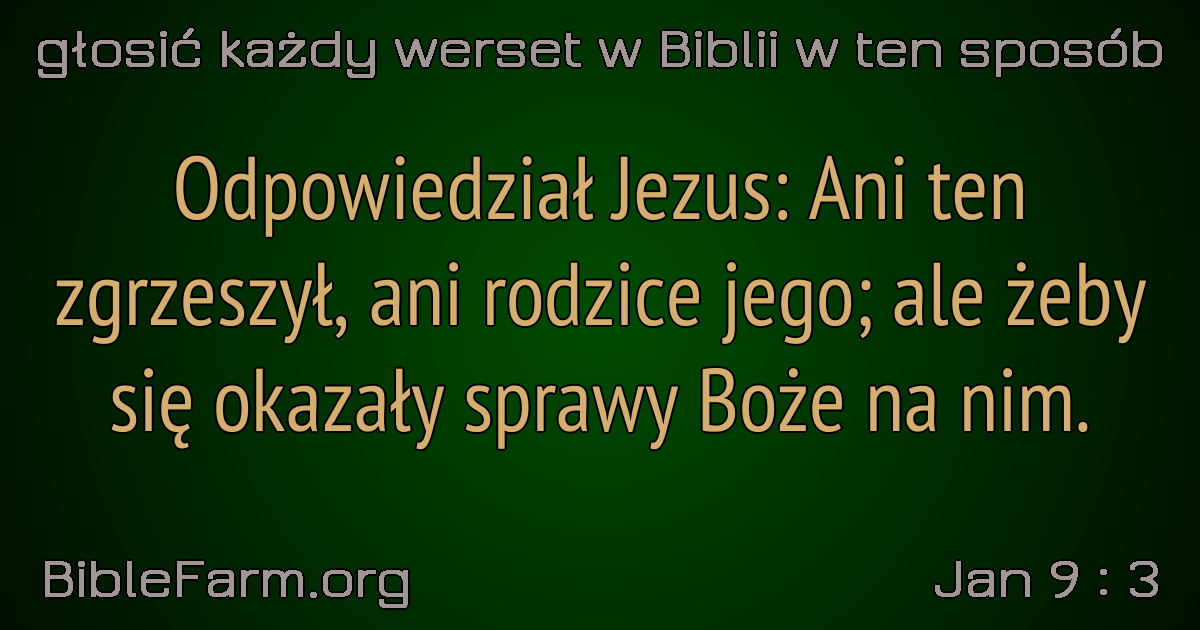 głosić każdy werset w Biblii w ten sposób
Odpowiedział Jezus: Ani ten
zgrzeszył, ani rodzice jego; ale żeby
się okazały sprawy Boże na nim.
BibleFarm.org
Jan 9 : 3